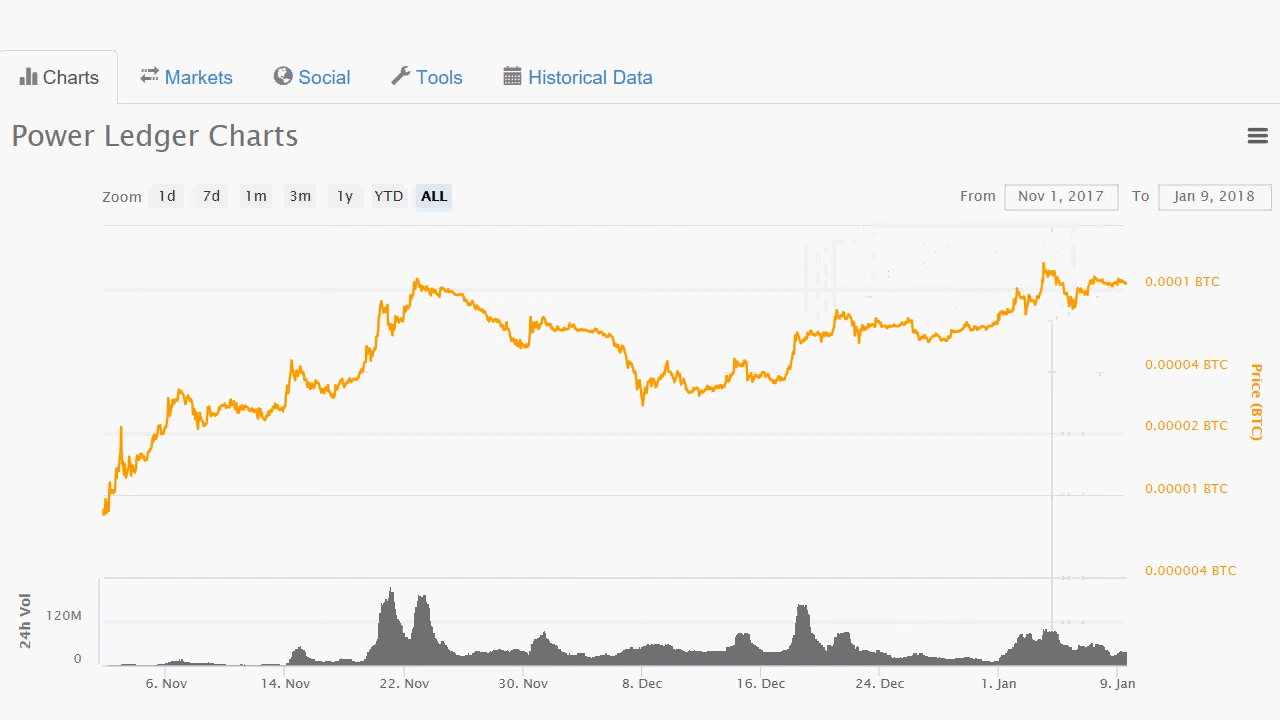 Charts Markets Social Tools Historical Data
Power Ledger Charts
Zoom 1d 7d 1m 3m 1y YTD ALL From Nov 1, 2017 To Jan 9, 2018
0.0001 BTC
0.00004 BTC
0.00002 BTC
0.00001 BTC
0.000004 BTC
Price (BTC)
24h Vol
120M
0
6. Nov 14. Nov 22. Nov 30. Nov 8. Dec 16. Dec 24. Dec 1. Jan 9. Jan